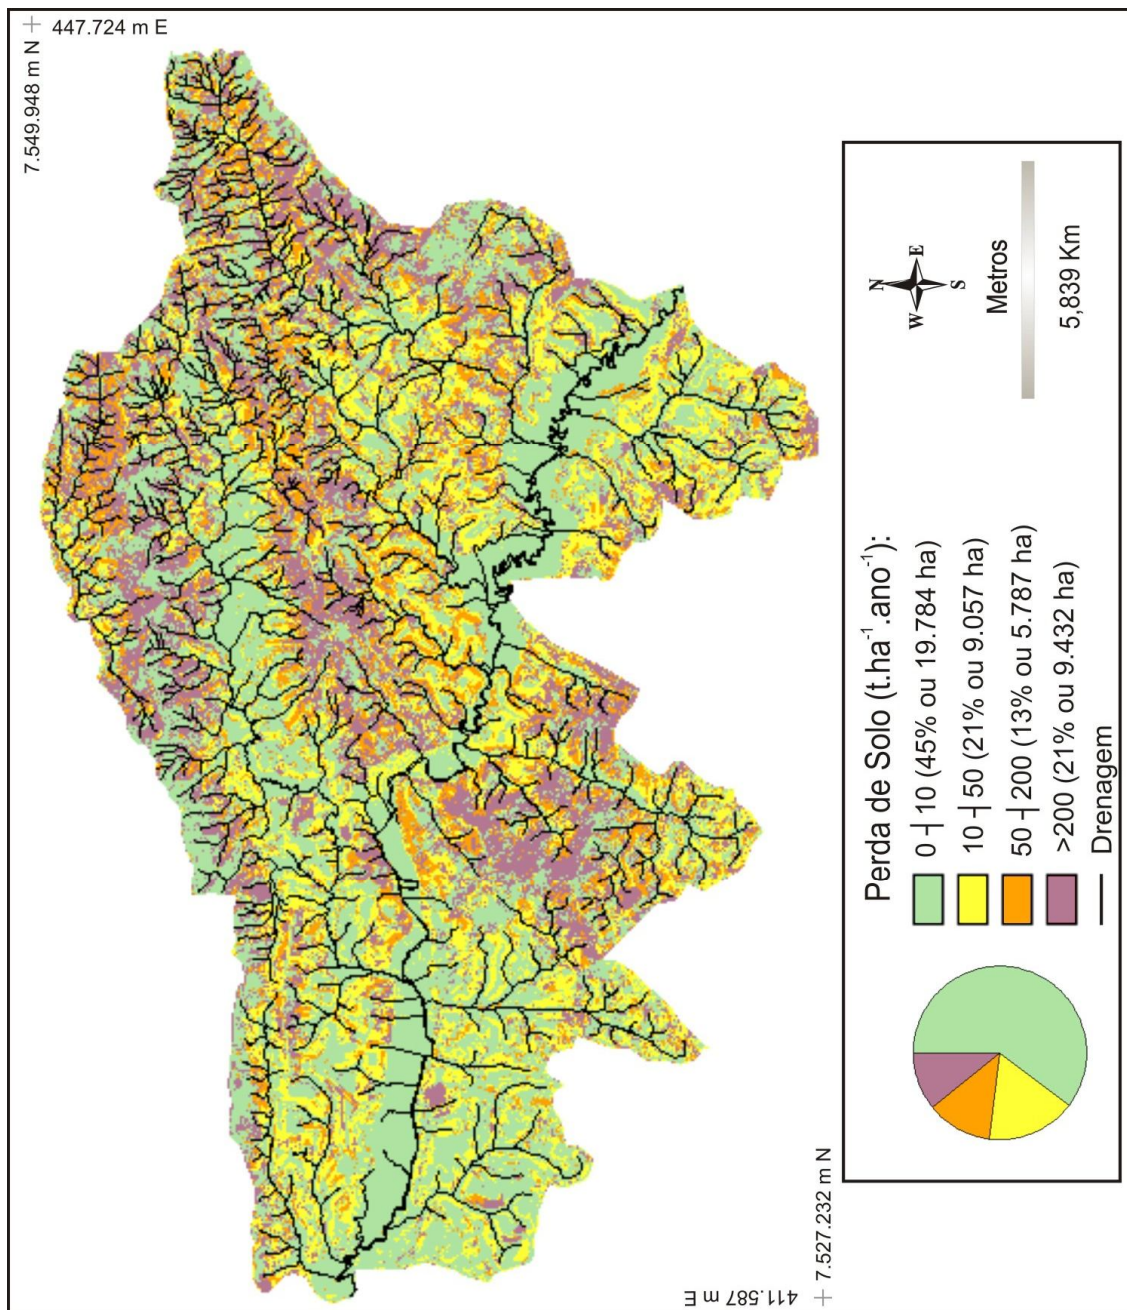 447.724 m E
7.549.948 m N
411.587 m E
7.527.232 m N
Perda de Solo (t.ha⁻¹.ano⁻¹):
0 ┤ 10 (45% ou 19.784 ha)
10 ┤ 50 (21% ou 9.057 ha)
50 ┤ 200 (13% ou 5.787 ha)
>200 (21% ou 9.432 ha)
Drenagem
N
W E
S
Metros
5,839 Km